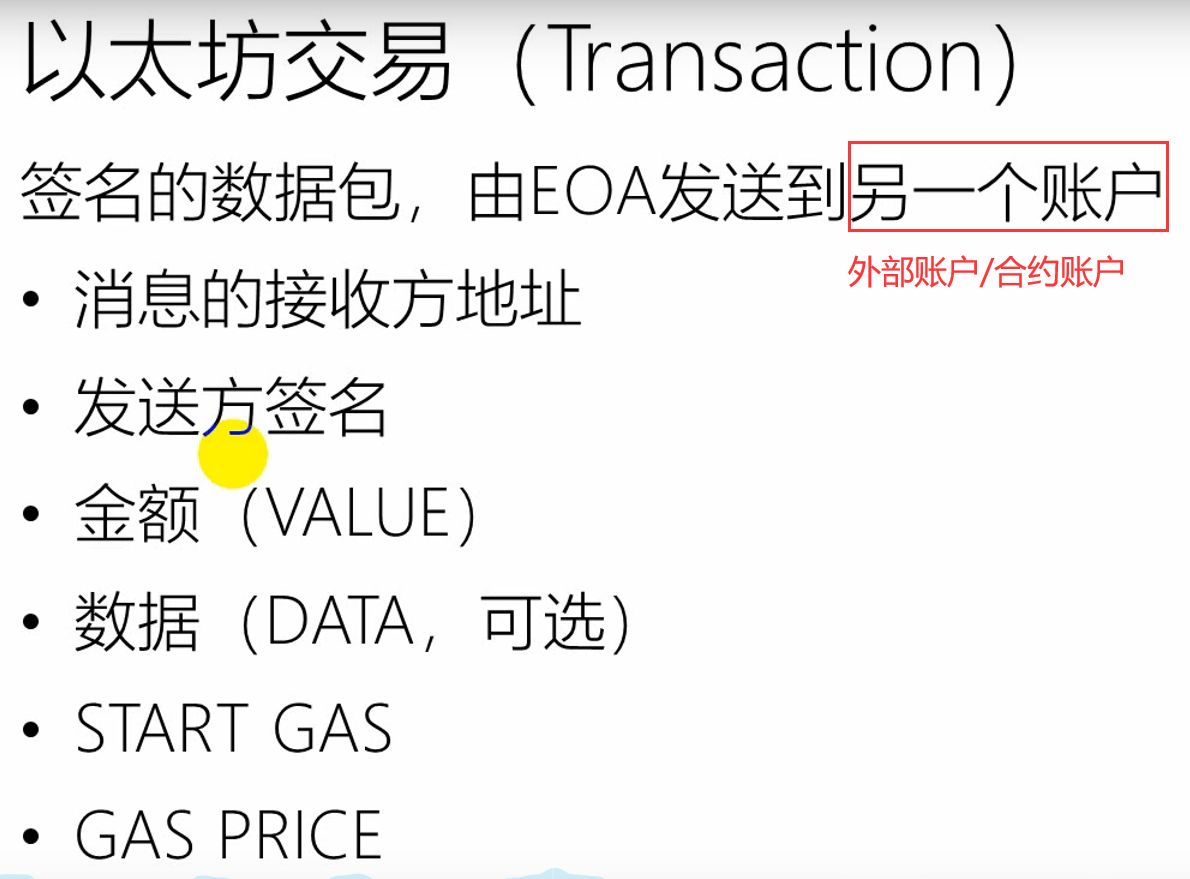 以太坊交易（Transaction）
签名的数据包，由EOA发送到另一个账户
外部账户/合约账户
• 消息的接收方地址
• 发送方签名
• 金额（VALUE）
• 数据（DATA，可选）
• START GAS
• GAS PRICE